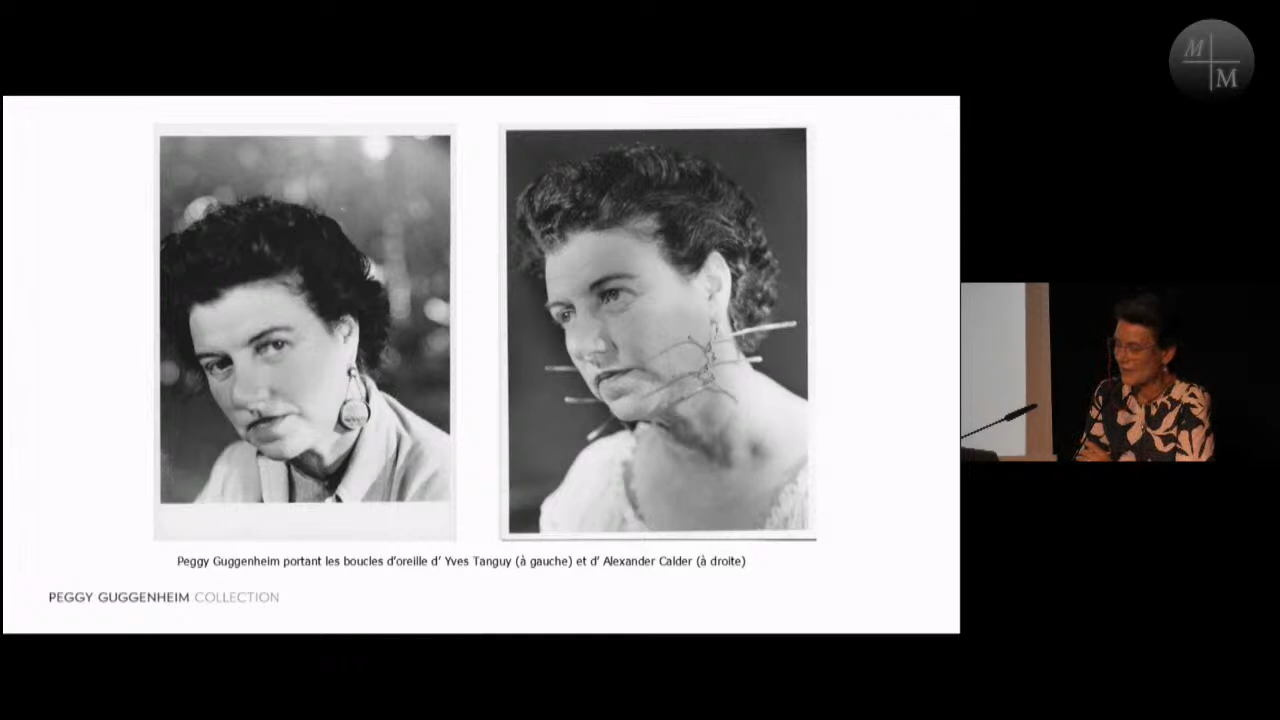 M
M
Peggy Guggenheim portant les boucles d'oreille d' Yves Tanguy (à gauche) et d' Alexander Calder (à droite)
PEGGY GUGGENHEIM COLLECTION